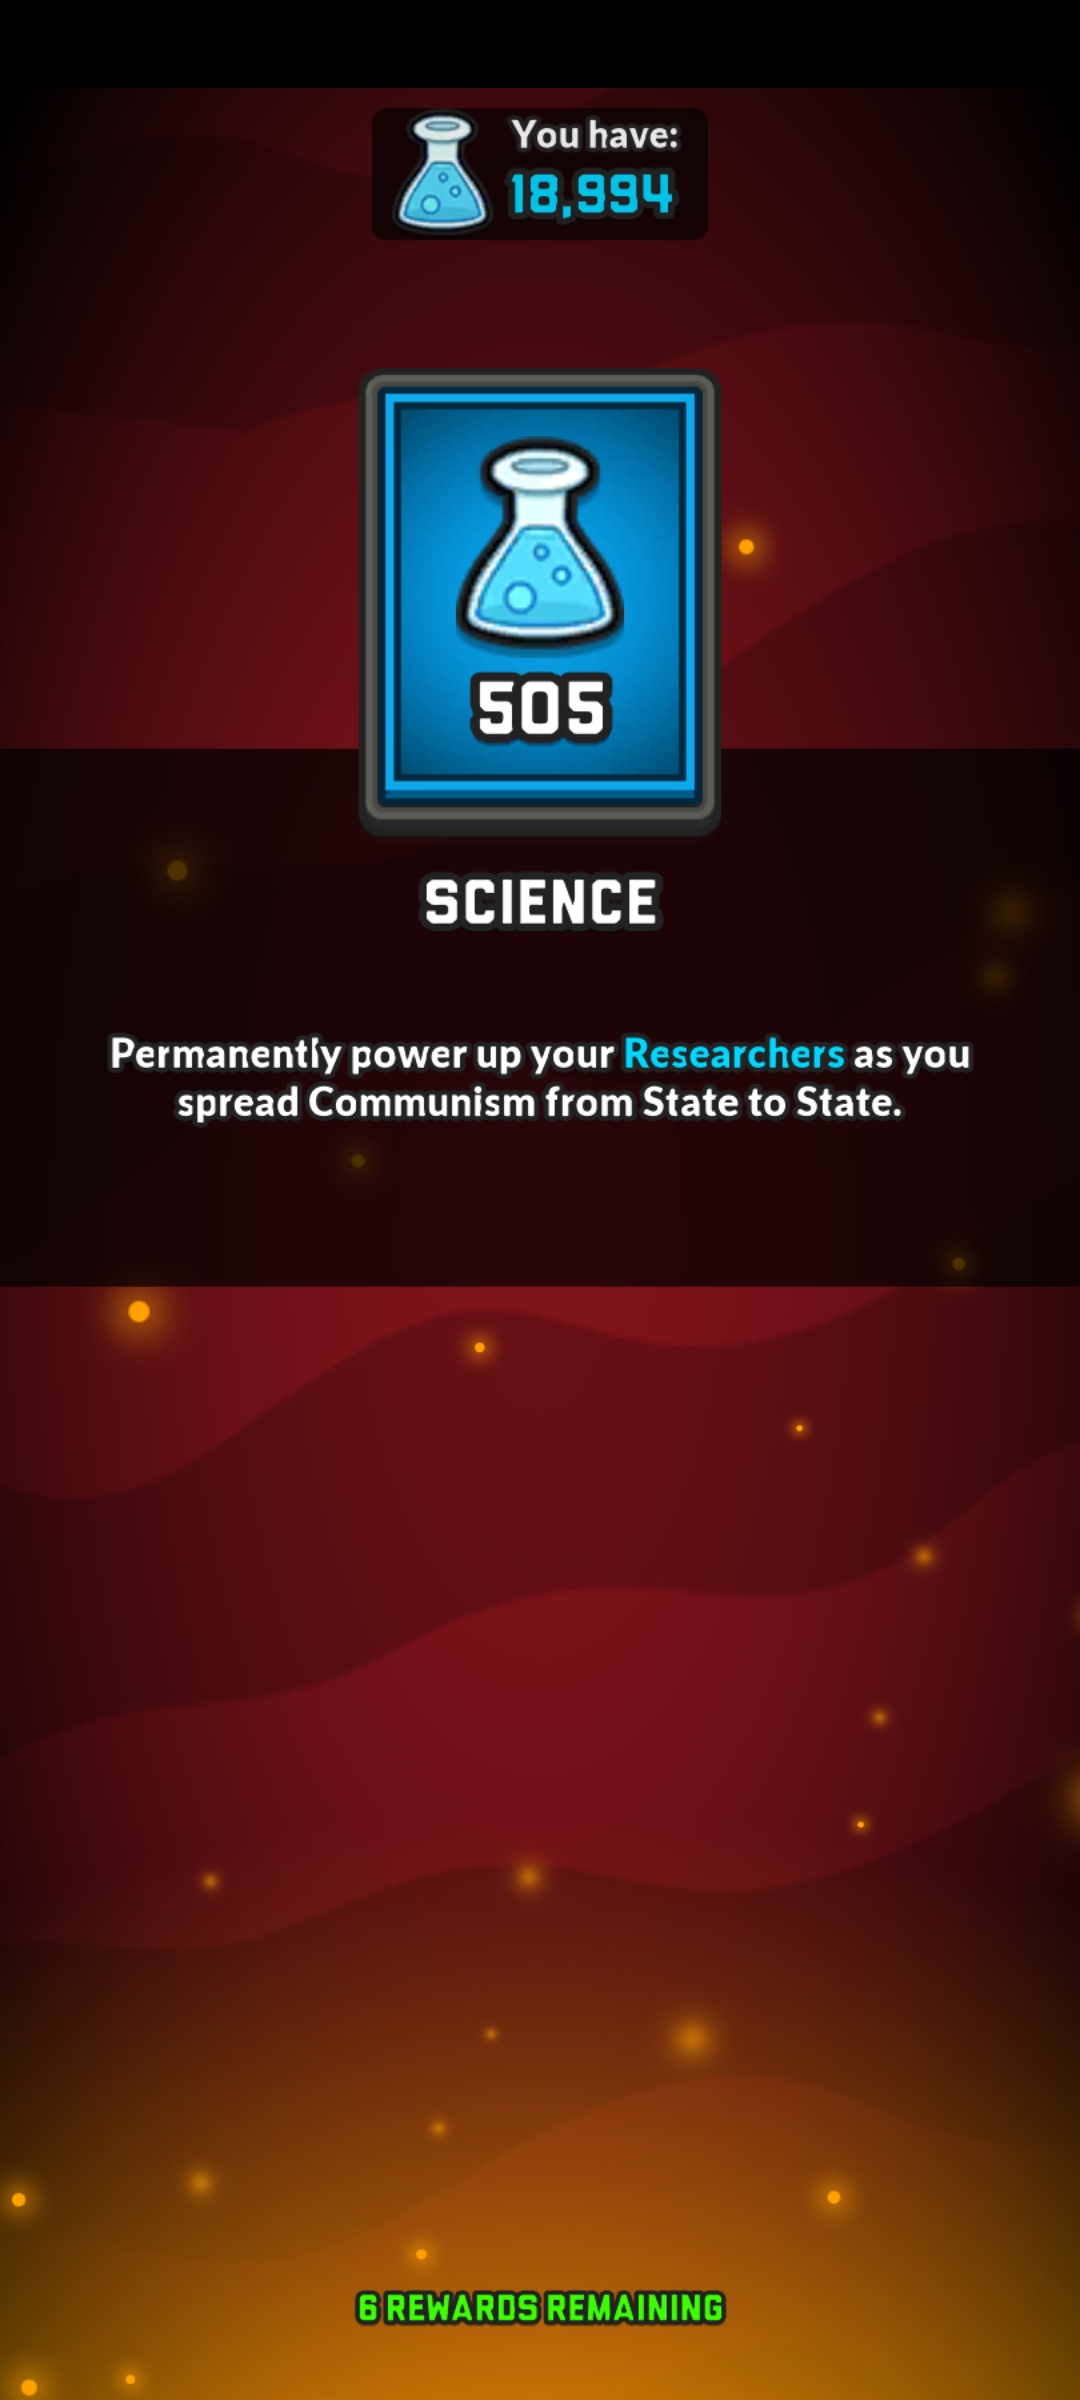 You have:
18,994
505
SCIENCE
Permanently power up your Researchers as you
spread Communism from State to State.
6 REWARDS REMAINING